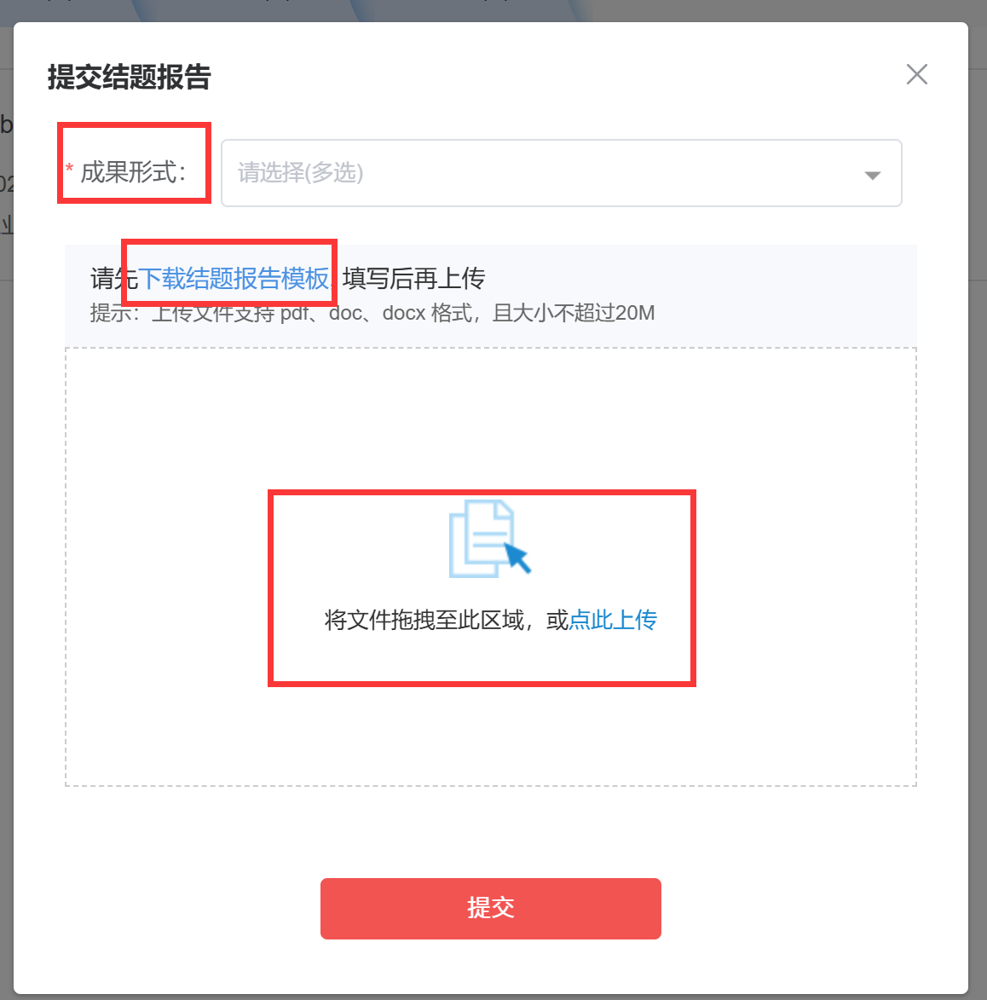 提交结题报告
* 成果形式：
请选择(多选)
请先下载结题报告模板，填写后再上传
提示：上传文件支持 pdf、doc、docx 格式，且大小不超过20M
将文件拖拽至此区域，或点此上传
提交